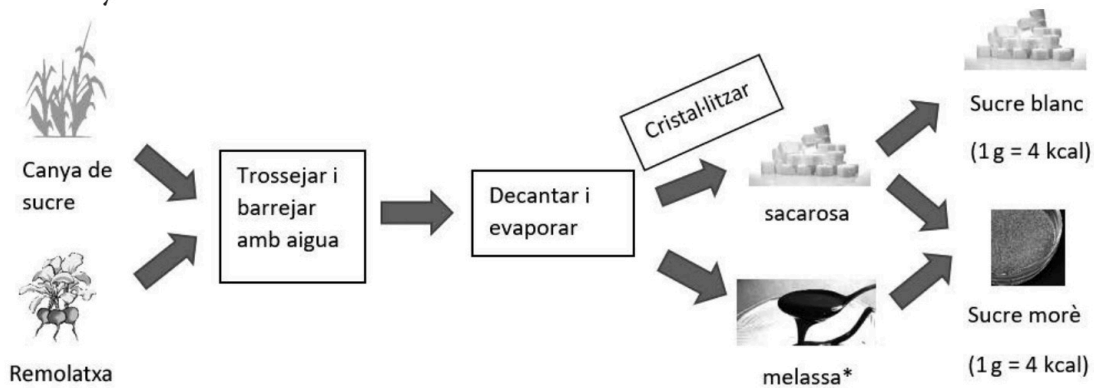 Canya de
sucre
Remolatxa
Trossejar i
barrejar
amb aigua
Decantar i
evaporar
Cristal·litzar
sacarosa
melassa*
Sucre blanc
(1 g = 4 kcal)
Sucre morè
(1 g = 4 kcal)